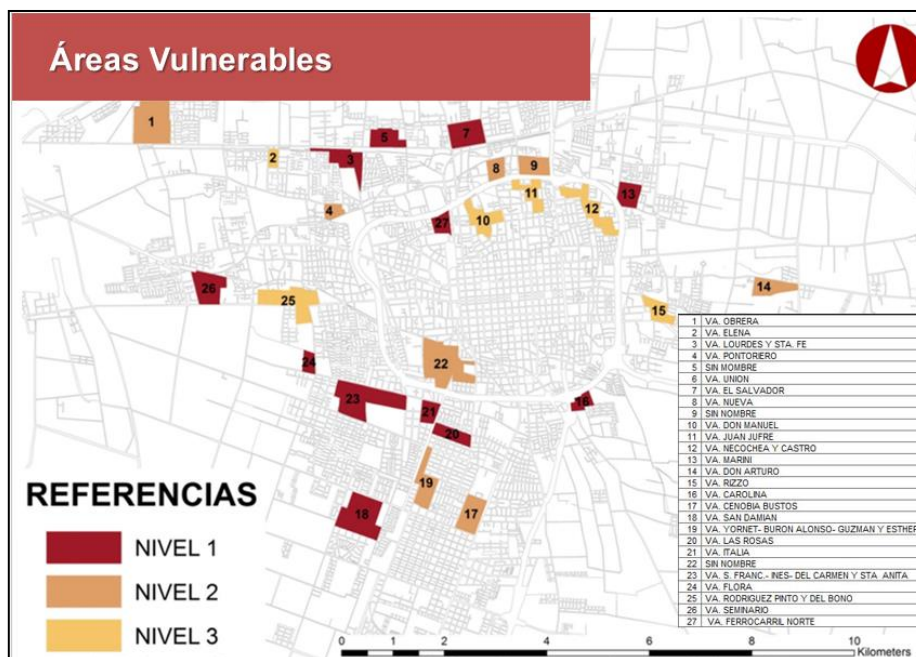 Áreas Vulnerables
1
2
3
5
7
8
9
4
27
10
11
12
13
26
25
14
15
24
22
23
21
20
16
19
18
17
1 VA. OBRERA
2 VA. ELENA
3 VA. LOURDES Y STA. FE
4 VA. PONTORIERO
5 SIN MOMBRE
6 VA. UNION
7 VA. EL SALVADOR
8 VA. NUEVA
9 SIN NOMBRE
10 VA. DON MANUEL
11 VA. JUAN JUFRE
12 VA. NECOCHEA Y CASTRO
13 VA. MARINI
14 VA. DON ARTURO
15 VA. RIZZO
16 VA. CAROLINA
17 VA. CENOBIA BUSTOS
18 VA. SAN DAMIAN
19 VA. YORNET- BURON ALONSO- GUZMAN Y ESTHER
20 VA. LAS ROSAS
21 VA. ITALIA
22 SIN NOMBRE
23 VA. S. FRANC.- INES- DEL CARMEN Y STA ANITA
24 VA. FLORA
25 VA. RODRIGUEZ PINTO Y DEL BONO
26 VA. SEMINARIO
27 VA. FERROCARRIL NORTE
REFERENCIAS
NIVEL 1
NIVEL 2
NIVEL 3
0 1 2 4 6 8 10
Kilometers